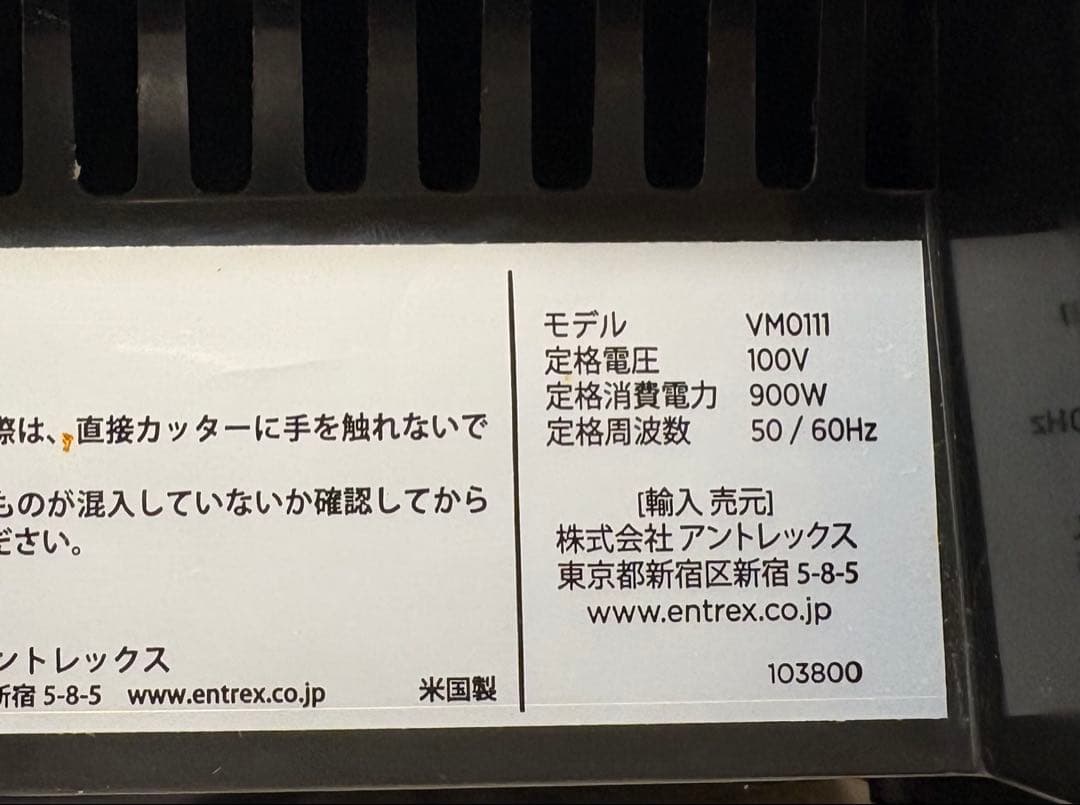 際は、直接カッターに手を触れないで
ものが混入していないか確認してから
ださい。
ントレックス
新宿 5-8-5 www.entrex.co.jp 米国製
モデル VM0111
定格電圧 100V
定格消費電力 900W
定格周波数 50 / 60Hz
[輸入 売元]
株式会社 アントレックス
東京都新宿区新宿 5-8-5
www.entrex.co.jp
103800